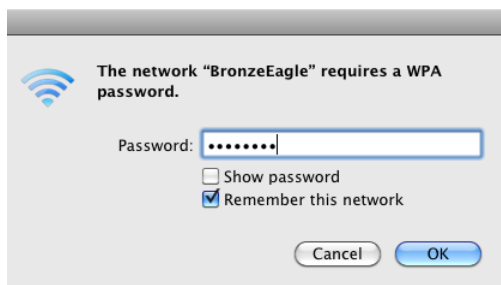 The network “BronzeEagle” requires a WPA
password.
Password: ••••••••
Show password
Remember this network
Cancel OK